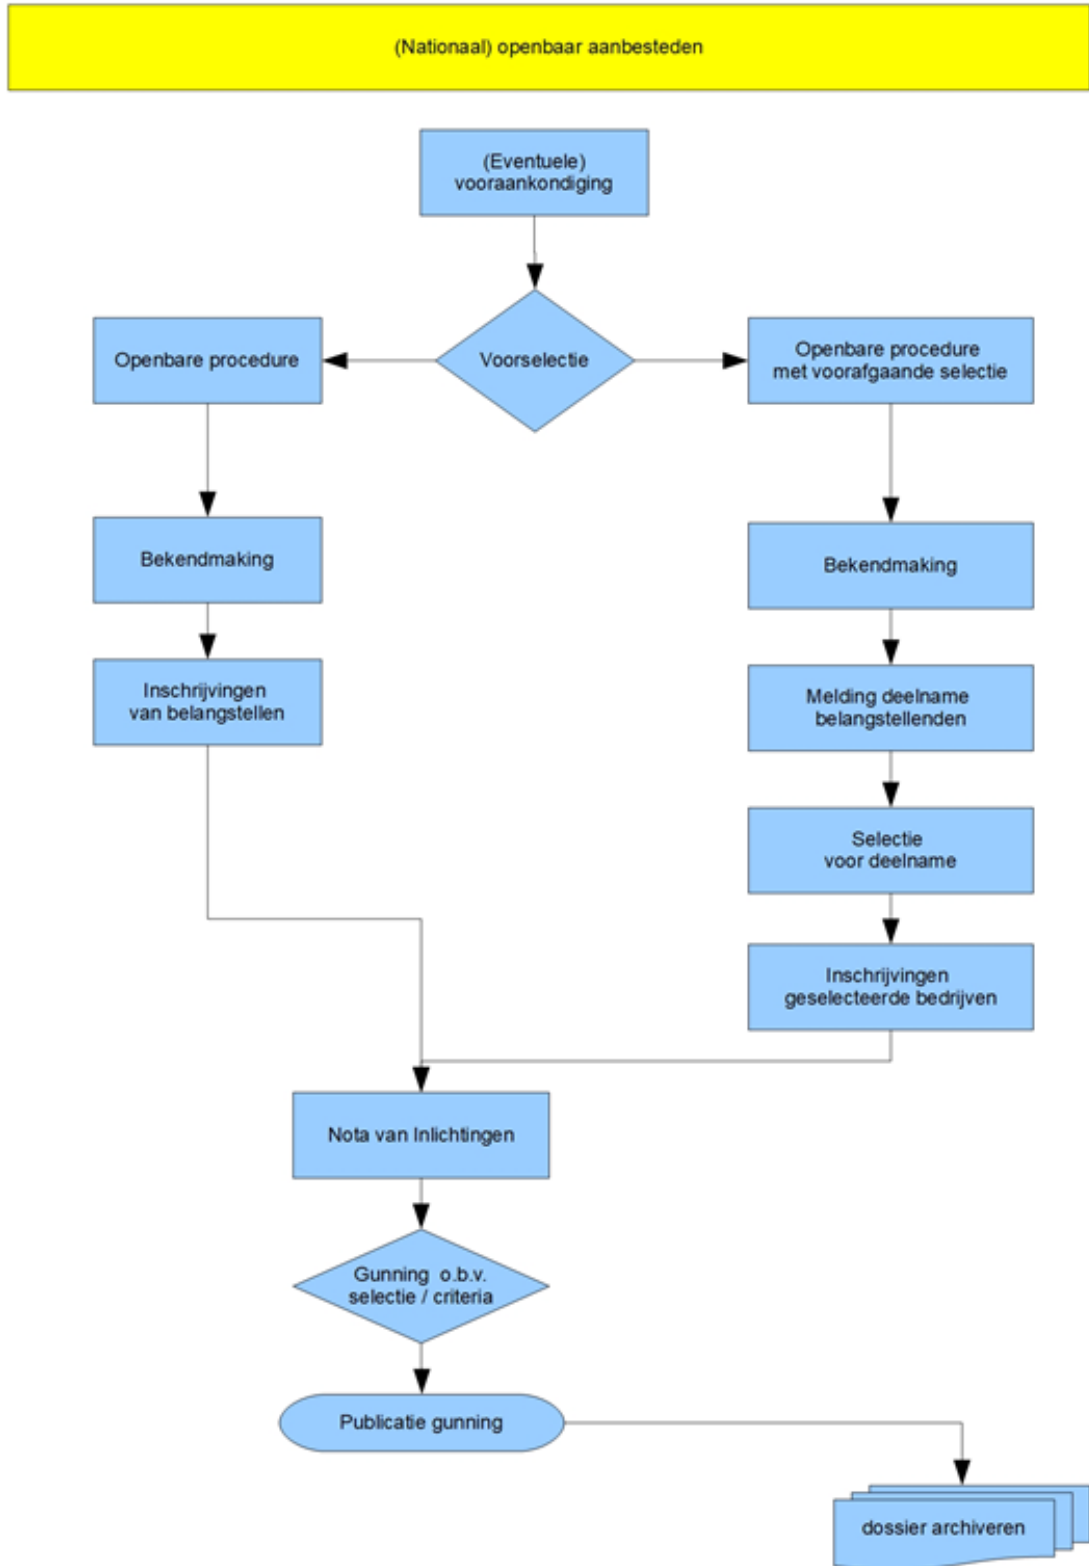 (Nationaal) openbaar aanbesteden
(Eventuele)
vooraankondiging
Openbare procedure
Voorselectie
Openbare procedure
met voorafgaande selectie
Bekendmaking
Bekendmaking
Inschrijvingen
van belangstellen
Melding deelname
belangstellenden
Selectie
voor deelname
Inschrijvingen
geselecteerde bedrijven
Nota van Inlichtingen
Gunning o.b.v.
selectie / criteria
Publicatie gunning
dossier archiveren